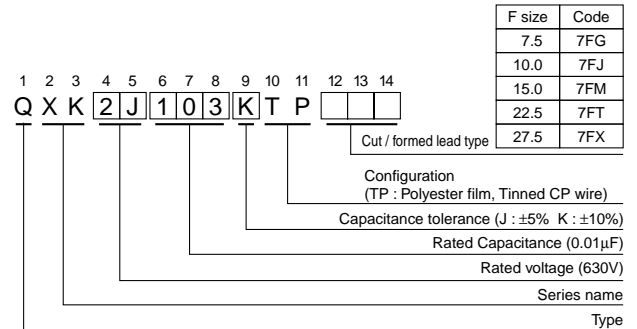 F size Code
7.5 7FG
10.0 7FJ
15.0 7FM
22.5 7FT
27.5 7FX
1 2 3 4 5 6 7 8 9 10 11 12 13 14
Q X K 2 J 1 0 3 K T P
Cut / formed lead type
Configuration
(TP : Polyester film, Tinned CP wire)
Capacitance tolerance (J : ±5% K : ±10%)
Rated Capacitance (0.01μF)
Rated voltage (630V)
Series name
Type